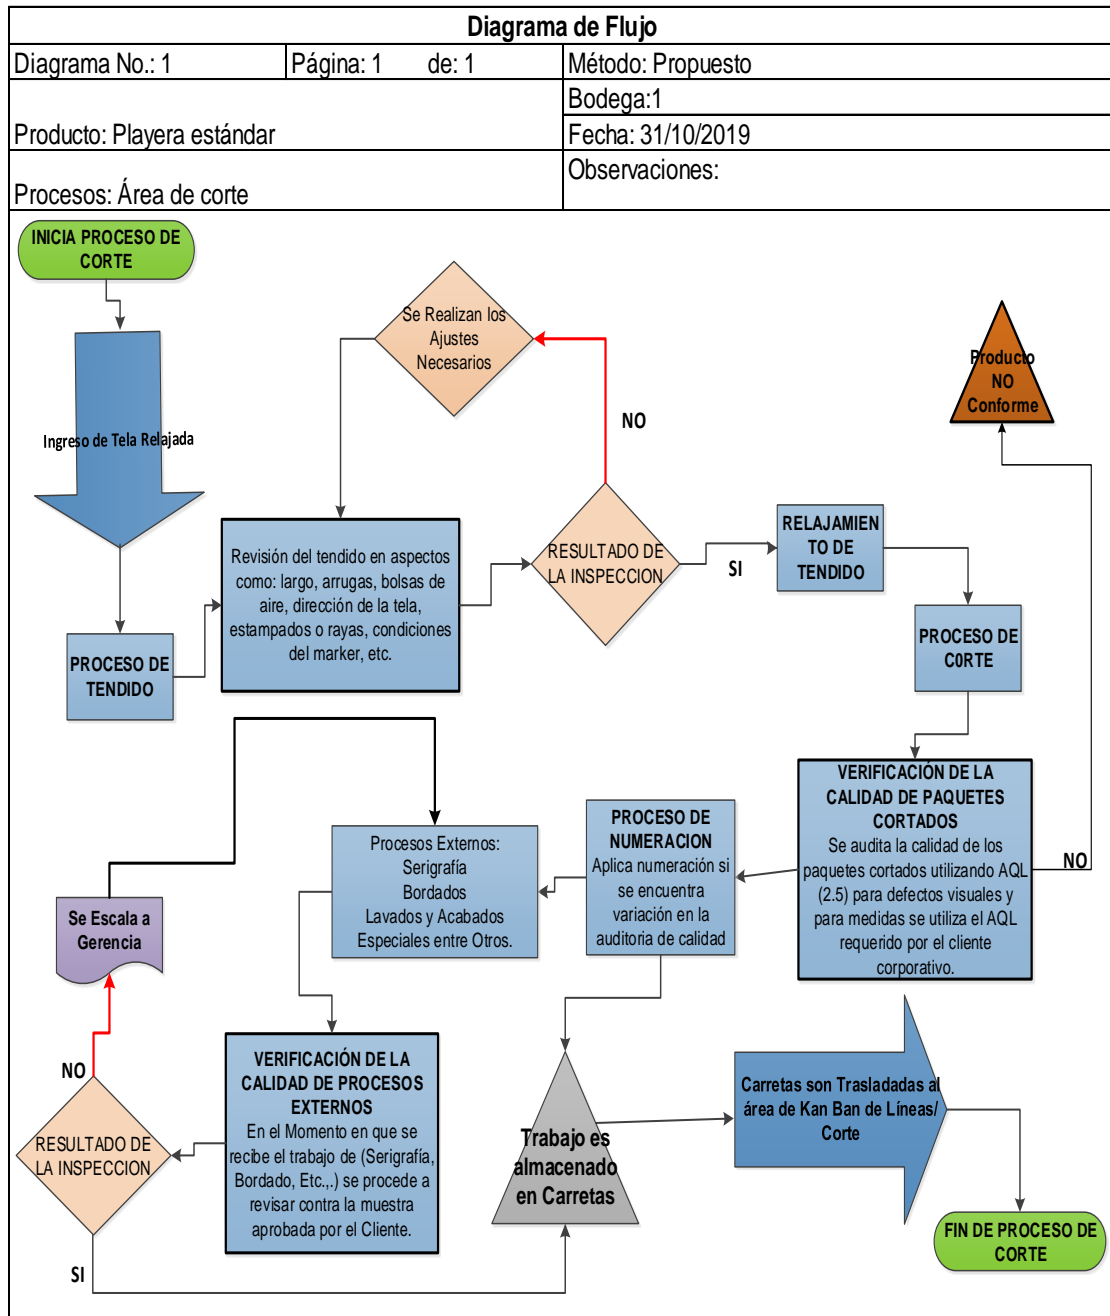 Diagrama de Flujo
Diagrama No.: 1
Página: 1 de: 1
Método: Propuesto
Bodega:1
Producto: Playera estándar
Fecha: 31/10/2019
Procesos: Área de corte
Observaciones:
INICIA PROCESO DE
CORTE
Ingreso de Tela Relajada
PROCESO DE
TENDIDO
Revisión del tendido en aspectos
como: largo, arrugas, bolsas de
aire, dirección de la tela,
estampados o rayas, condiciones
del marker, etc.
Se Realizan los
Ajustes
Necesarios
NO
RESULTADO DE
LA INSPECCION
SI
RELAJAMIEN
TO DE
TENDIDO
PROCESO DE
C0RTE
Producto
NO
Conforme
VERIFICACIÓN DE LA
CALIDAD DE PAQUETES
CORTADOS
Se audita la calidad de los
paquetes cortados utilizando AQL
(2.5) para defectos visuales y
para medidas se utiliza el AQL
requerido por el cliente
corporativo.
NO
PROCESO DE
NUMERACION
Aplica numeración si
se encuentra
variación en la
auditoria de calidad
Procesos Externos:
Serigrafía
Bordados
Lavados y Acabados
Especiales entre Otros.
Se Escala a
Gerencia
NO
RESULTADO DE
LA INSPECCION
SI
VERIFICACIÓN DE LA
CALIDAD DE PROCESOS
EXTERNOS
En el Momento en que se
recibe el trabajo de (Serigrafía,
Bordado, Etc.,.) se procede a
revisar contra la muestra
aprobada por el Cliente.
Trabajo es
almacenado
en Carretas
Carretas son Trasladadas al
área de Kan Ban de Líneas/
Corte
FIN DE PROCESO DE
CORTE